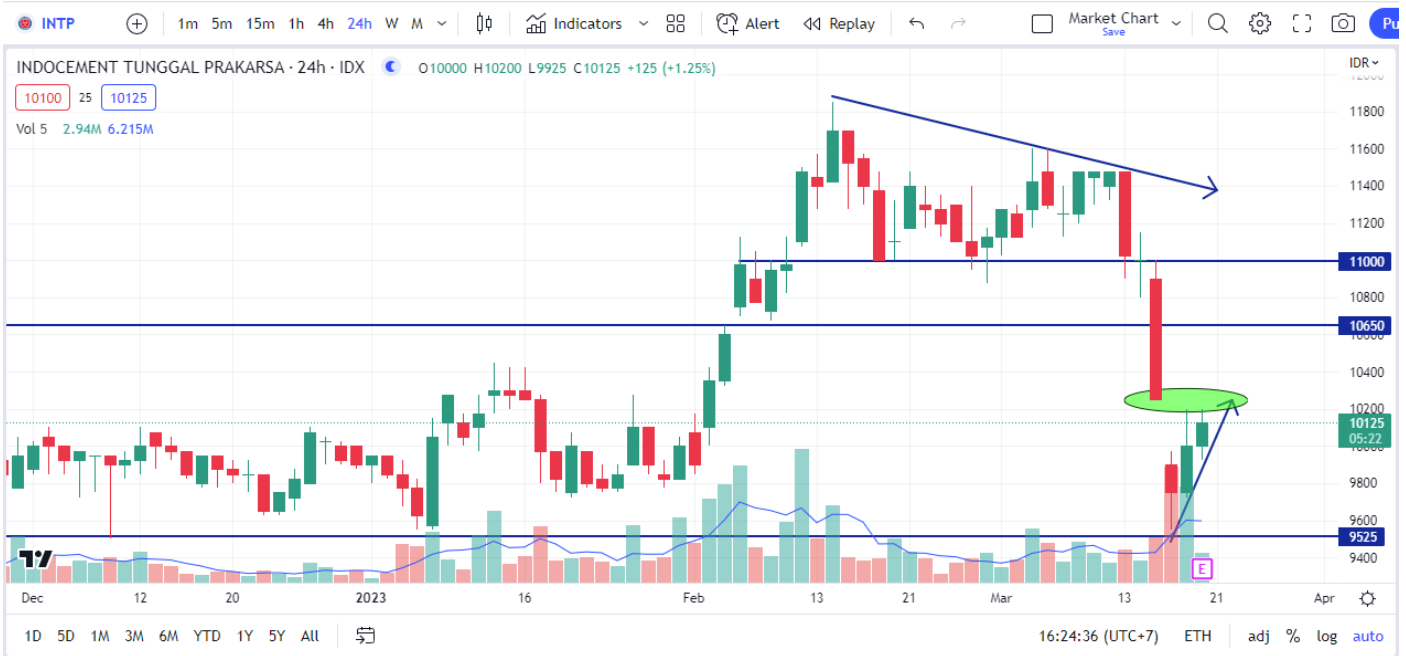 INTP 1m 5m 15m 1h 4h 24h W M Indicators Alert Replay Market Chart Save Pu
INDOCEMENT TUNGGAL PRAKARSA · 24h · IDX O10000 H10200 L9925 C10125 +125 (+1.25%) IDR
12000
10100 25 10125
Vol 5 2.94M 6.215M
11800
11600
11400
11200
11000
10800
10650
10600
10400
10200
10125
05:22
10000
9800
9600
9525
9400
E
Dec 12 20 2023 16 Feb 13 21 Mar 13 21 Apr
1D 5D 1M 3M 6M YTD 1Y 5Y All 16:24:36 (UTC+7) ETH adj % log auto